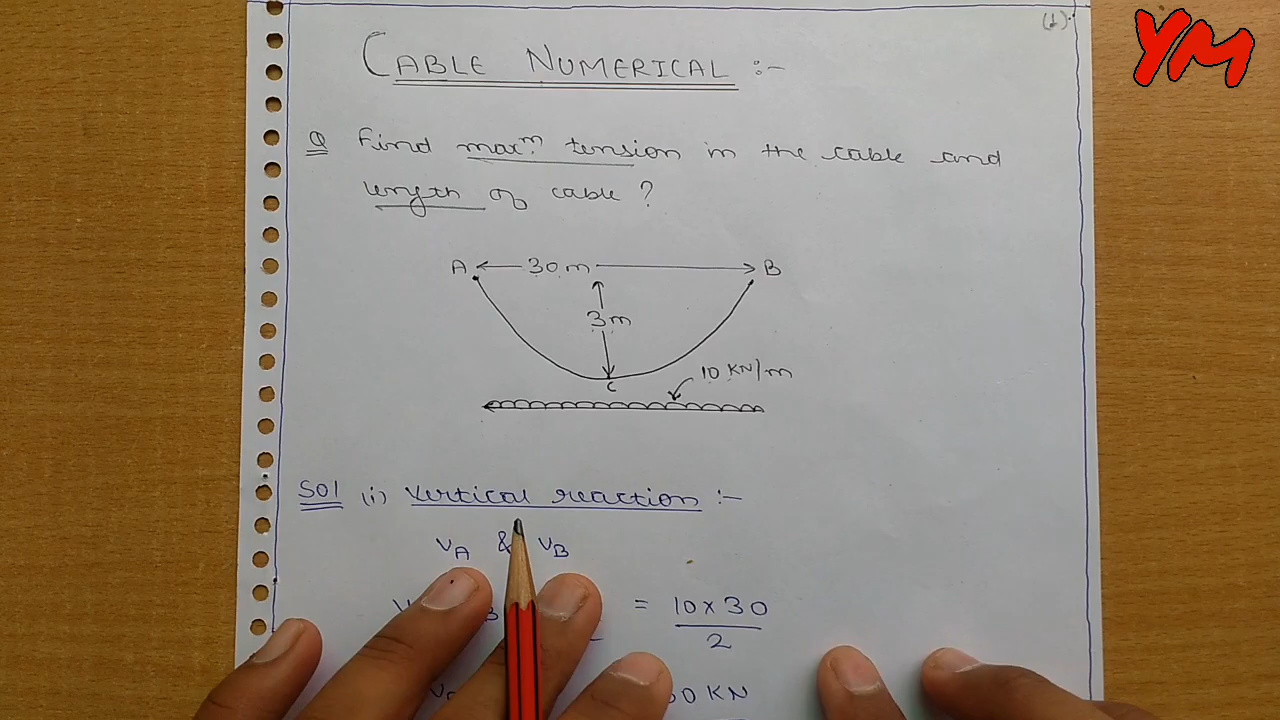 (1).
YM
CABLE NUMERICAL :-
Q Find maxm. tension in the cable and
length of cable ?
A 30 m B
3m
C
10 KN/m
Sol (i) Vertical reaction :-
VA & VB
= 10 x 30
2
KN